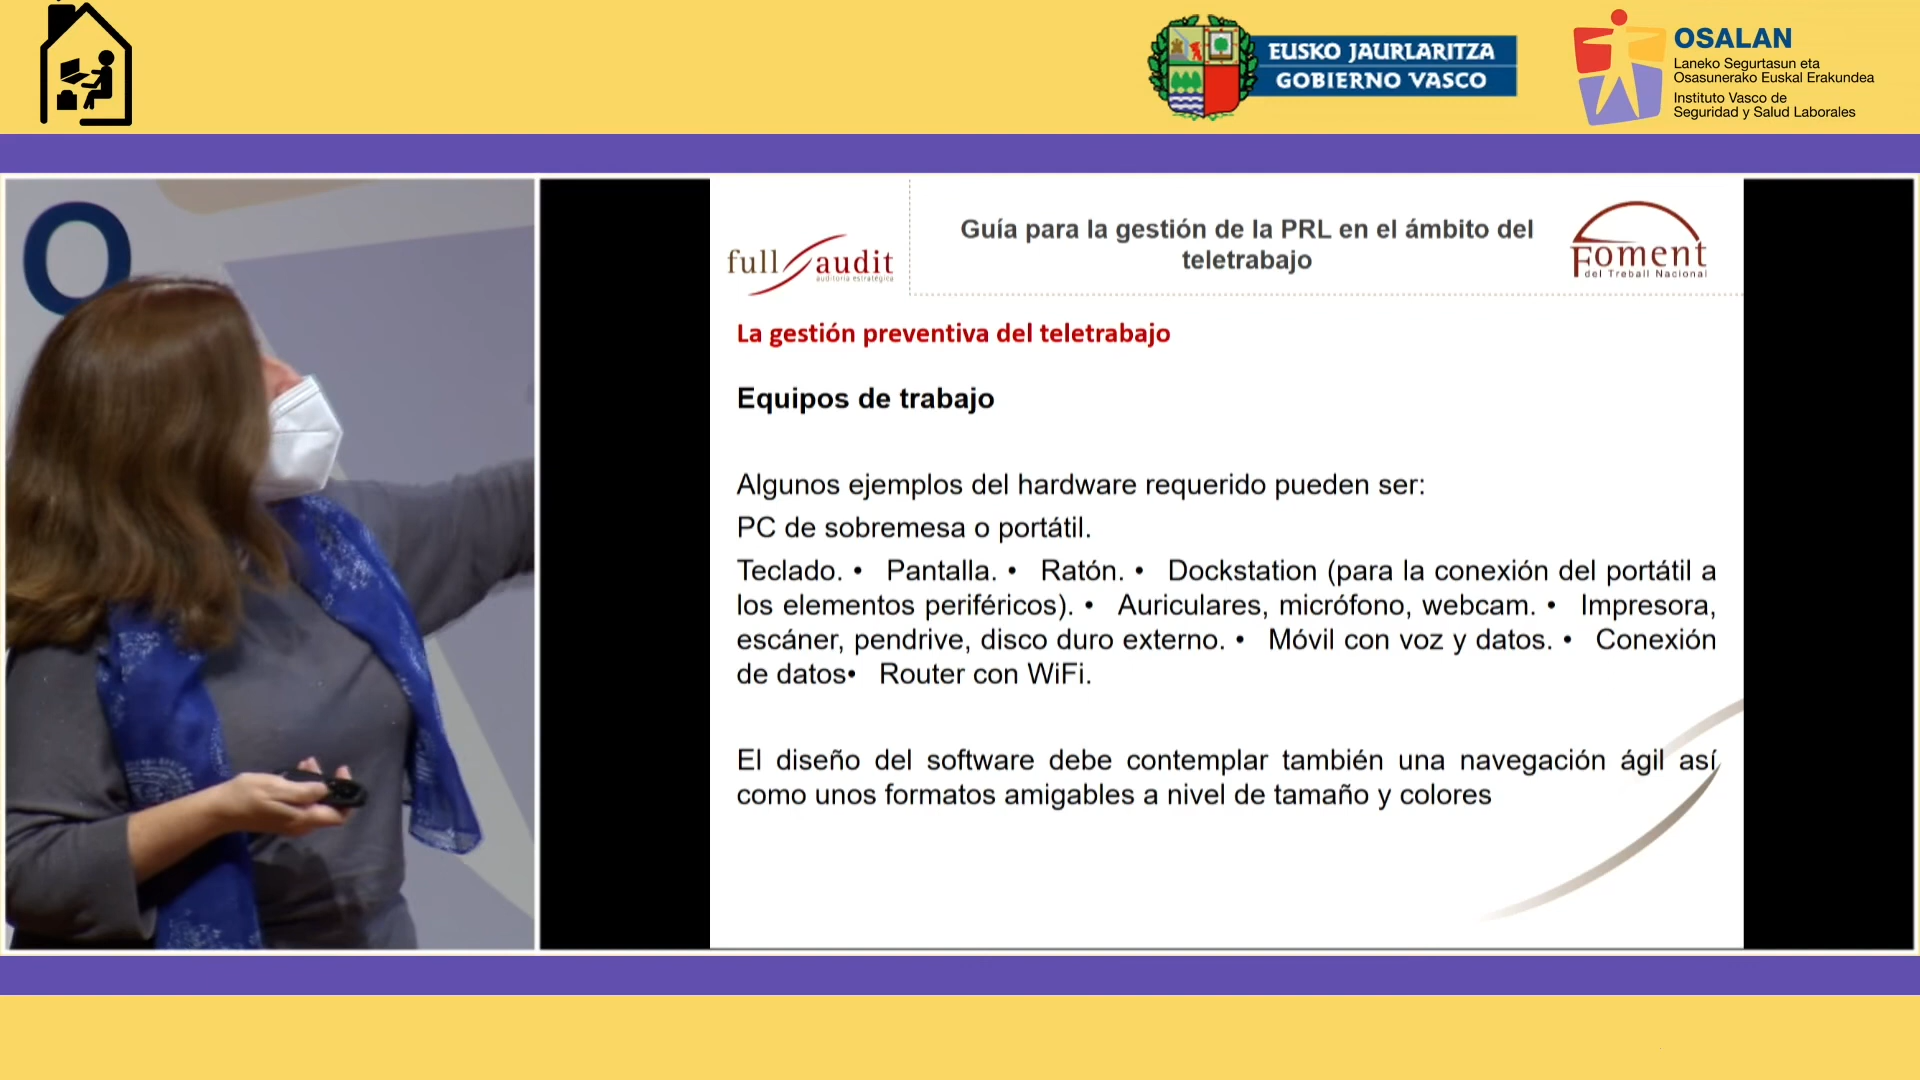 EUSKO JAURLARITZA
GOBIERNO VASCO
OSALAN
Laneko Segurtasun eta
Osasunerako Euskal Erakundea
Instituto Vasco de
Seguridad y Salud Laborales
O
full audit
auditoria estratégica
Guía para la gestión de la PRL en el ámbito del
teletrabajo
Foment
del Treball Nacional
La gestión preventiva del teletrabajo
Equipos de trabajo
Algunos ejemplos del hardware requerido pueden ser:
PC de sobremesa o portátil.
Teclado. • Pantalla. • Ratón. • Dockstation (para la conexión del portátil a
los elementos periféricos). • Auriculares, micrófono, webcam. • Impresora,
escáner, pendrive, disco duro externo. • Móvil con voz y datos. • Conexión
de datos• Router con WiFi.
El diseño del software debe contemplar también una navegación ágil así
como unos formatos amigables a nivel de tamaño y colores